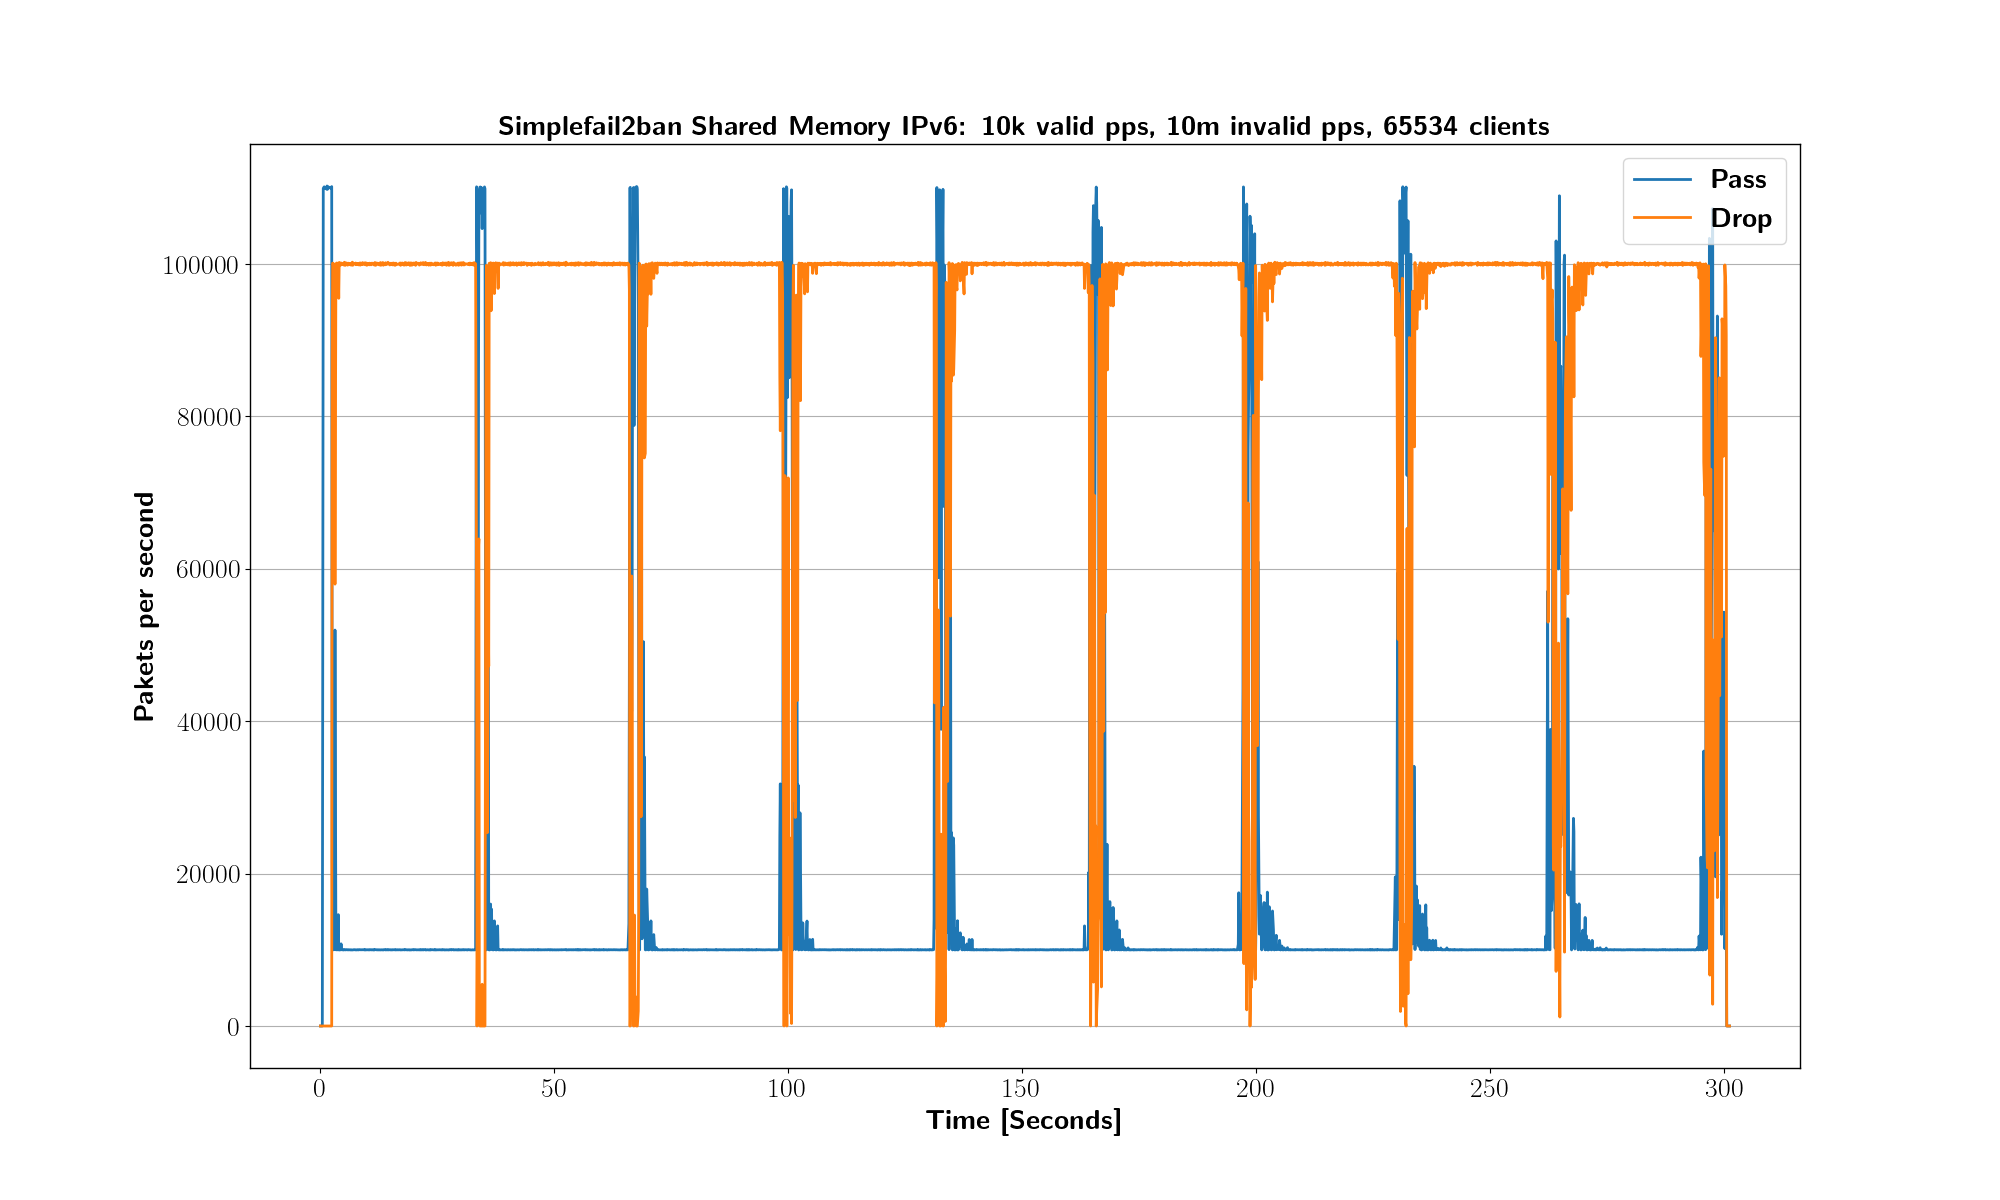 Simplefail2ban Shared Memory IPv6: 10k valid pps, 10m invalid pps, 65534 clients
Pass
Drop
Pakets per second
100000
80000
60000
40000
20000
0
0 50 100 150 200 250 300
Time [Seconds]